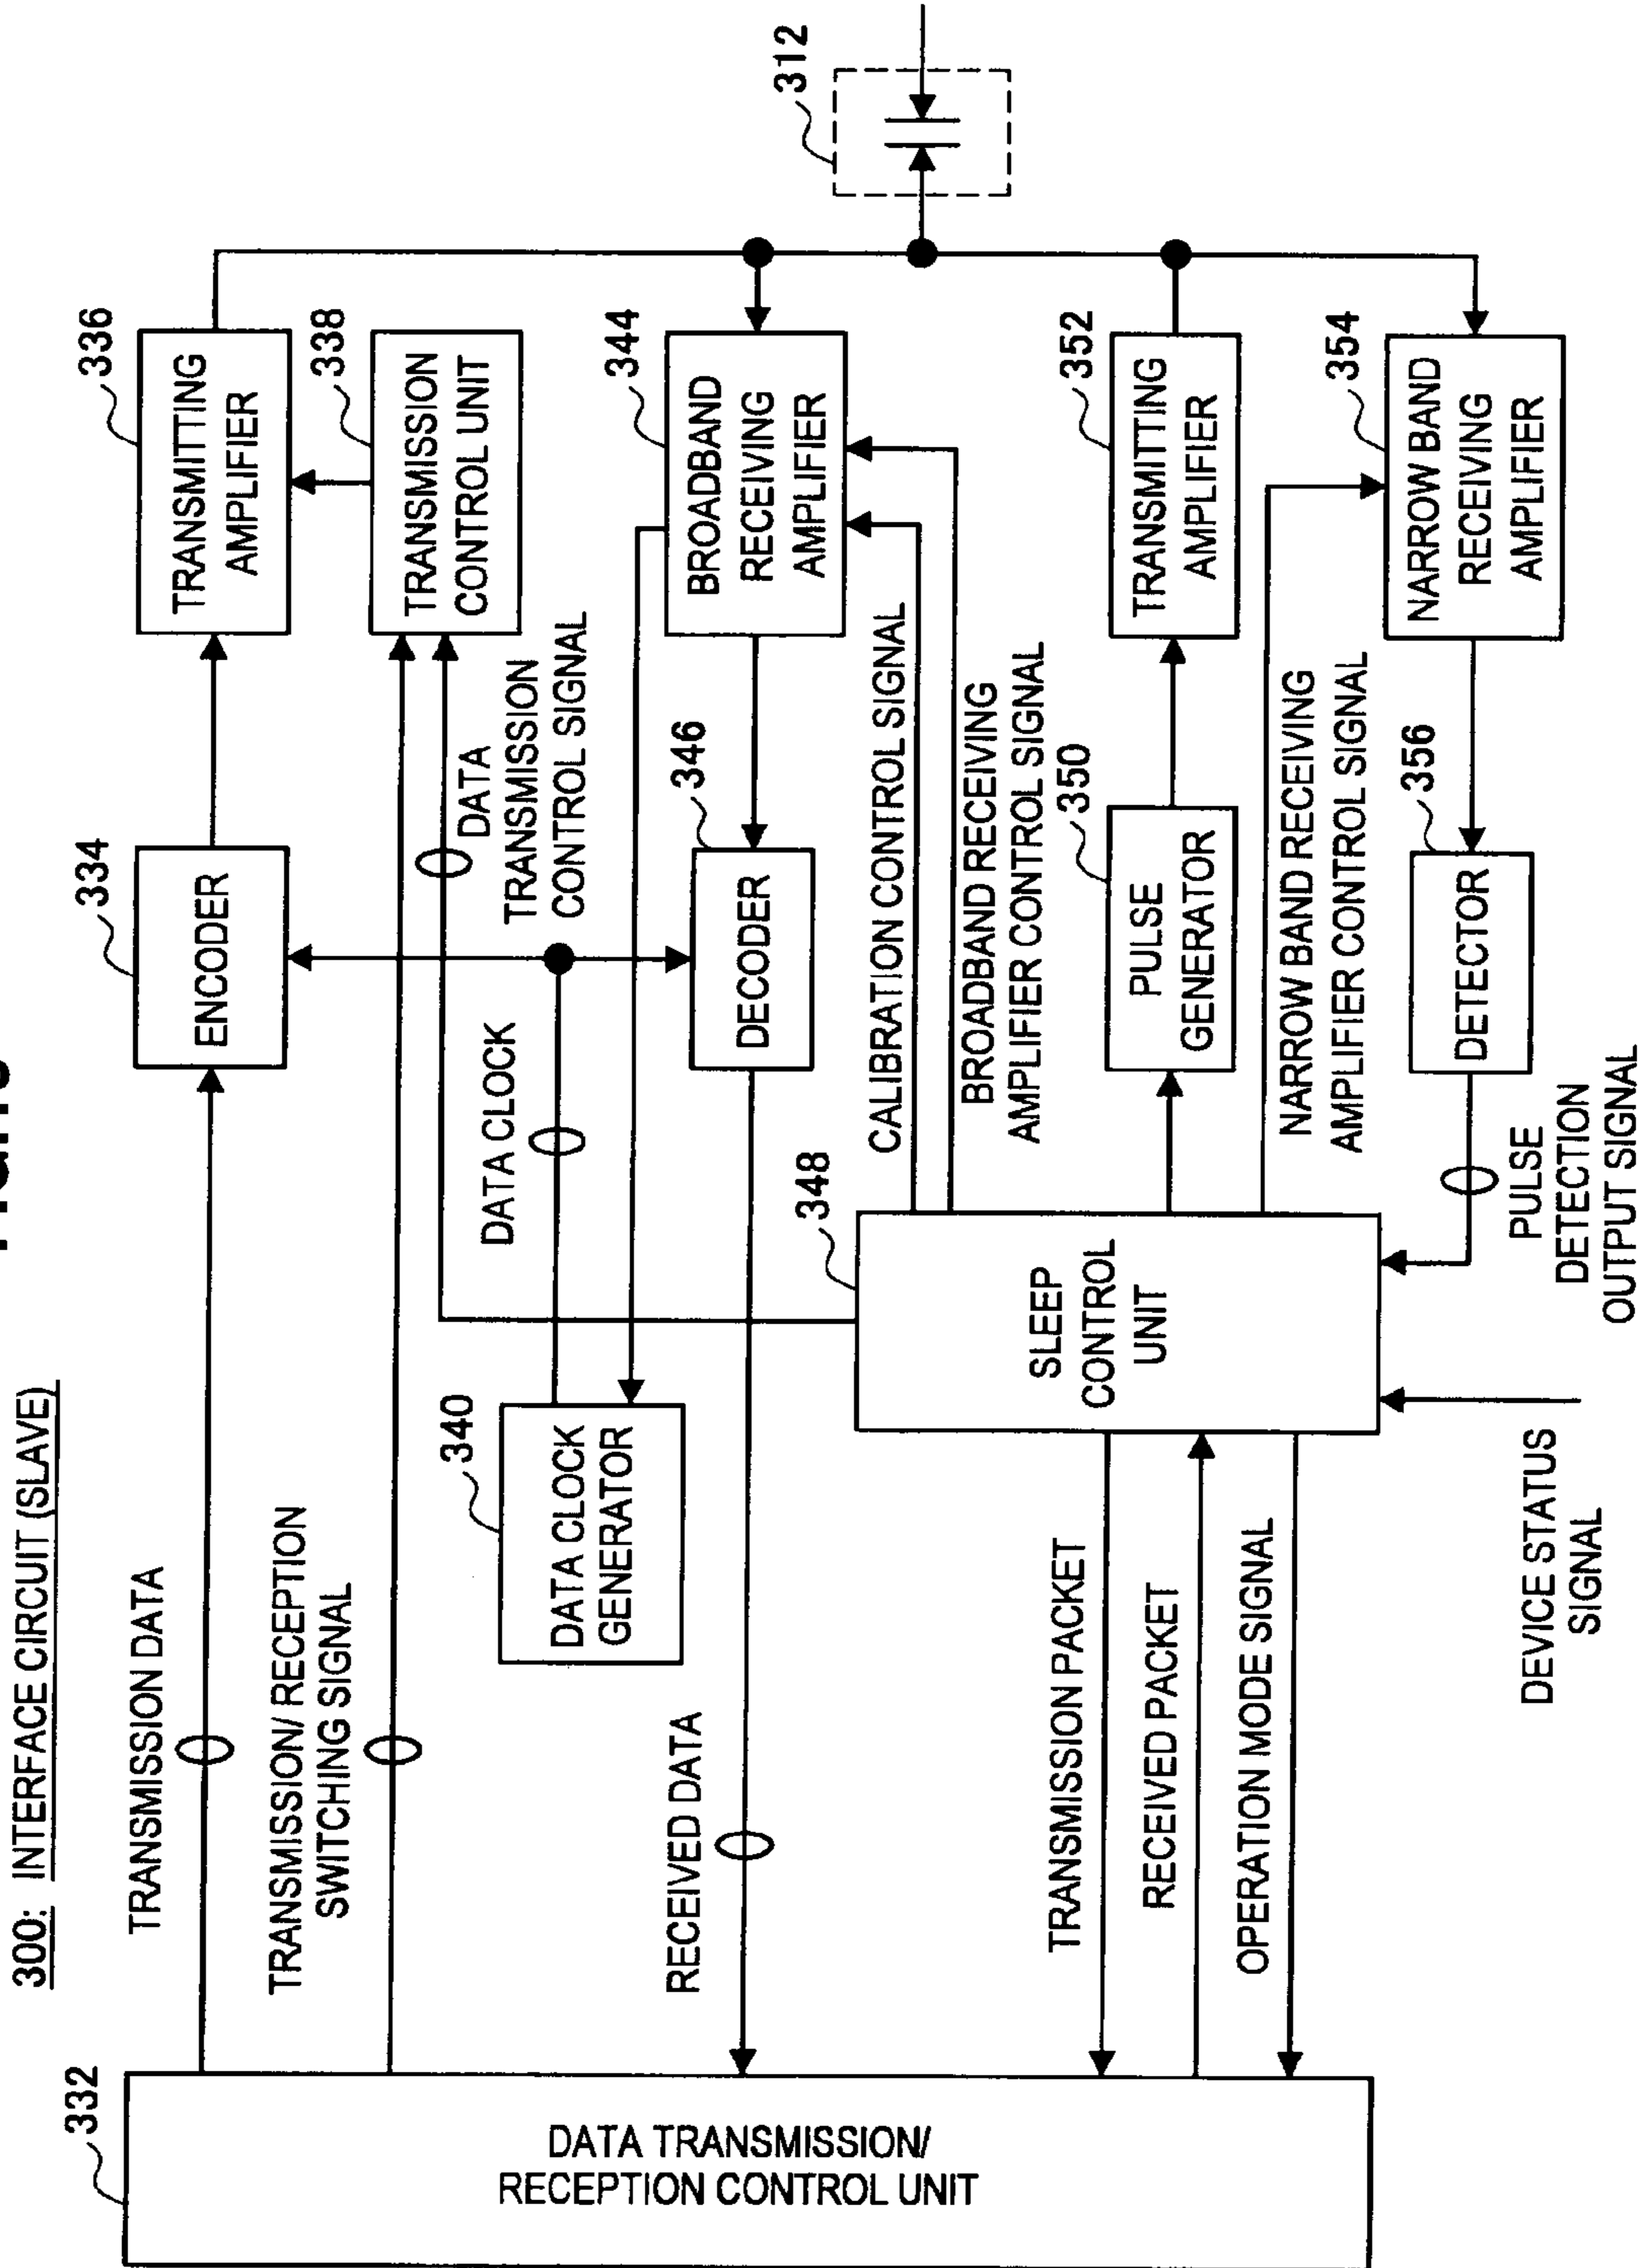 300: INTERFACE CIRCUIT (SLAVE)
332
DATA TRANSMISSION/
RECEPTION CONTROL UNIT
TRANSMISSION DATA
TRANSMISSION/ RECEPTION
SWITCHING SIGNAL
RECEIVED DATA
TRANSMISSION PACKET
RECEIVED PACKET
OPERATION MODE SIGNAL
DEVICE STATUS
SIGNAL
334
ENCODER
336
TRANSMITTING
AMPLIFIER
338
TRANSMISSION
CONTROL UNIT
DATA
TRANSMISSION
CONTROL SIGNAL
340
DATA CLOCK
GENERATOR
DATA CLOCK
344
BROADBAND
RECEIVING
AMPLIFIER
346
DECODER
348
SLEEP
CONTROL
UNIT
CALIBRATION CONTROL SIGNAL
BROADBAND RECEIVING
AMPLIFIER CONTROL SIGNAL
350
PULSE
GENERATOR
352
TRANSMITTING
AMPLIFIER
NARROW BAND RECEIVING
AMPLIFIER CONTROL SIGNAL
354
NARROW BAND
RECEIVING
AMPLIFIER
356
DETECTOR
PULSE
DETECTION
OUTPUT SIGNAL
312